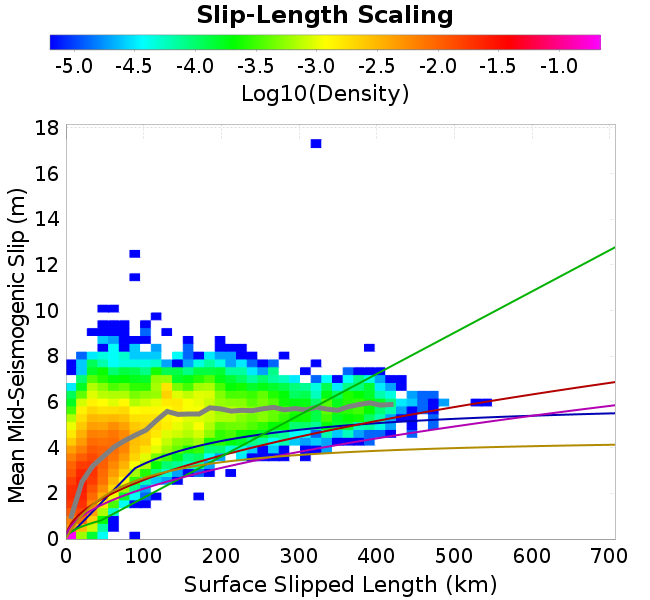 Slip-Length Scaling
-5.0 -4.5 -4.0 -3.5 -3.0 -2.5 -2.0 -1.5 -1.0
Log10(Density)
Mean Mid-Seismogenic Slip (m)
18
16
14
12
10
8
6
4
2
0
0 100 200 300 400 500 600 700
Surface Slipped Length (km)